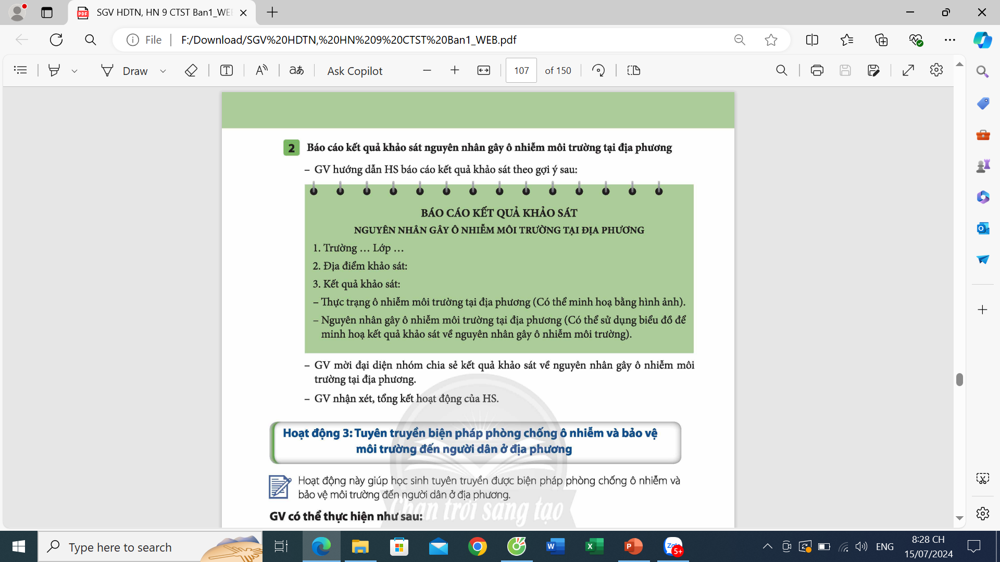 SGV HDTN, HN 9 CTST Ban1_WE
File
F:/Download/SGV%20HDTN,%20HN%209%20CTST%20Ban1_WEB.pdf
Draw
T
A
aあ
Ask Copilot
107
of 150
2 Báo cáo kết quả khảo sát nguyên nhân gây ô nhiễm môi trường tại địa phương
– GV hướng dẫn HS báo cáo kết quả khảo sát theo gợi ý sau:
BÁO CÁO KẾT QUẢ KHẢO SÁT
NGUYÊN NHÂN GÂY Ô NHIỄM MÔI TRƯỜNG TẠI ĐỊA PHƯƠNG
1. Trường … Lớp …
2. Địa điểm khảo sát:
3. Kết quả khảo sát:
– Thực trạng ô nhiễm môi trường tại địa phương (Có thể minh hoạ bằng hình ảnh).
– Nguyên nhân gây ô nhiễm môi trường tại địa phương (Có thể sử dụng biểu đồ để
minh hoạ kết quả khảo sát về nguyên nhân gây ô nhiễm môi trường).
– GV mời đại diện nhóm chia sẻ kết quả khảo sát về nguyên nhân gây ô nhiễm môi
trường tại địa phương.
– GV nhận xét, tổng kết hoạt động của HS.
Hoạt động 3: Tuyên truyền biện pháp phòng chống ô nhiễm và bảo vệ
môi trường đến người dân ở địa phương
Hoạt động này giúp học sinh tuyên truyền được biện pháp phòng chống ô nhiễm và
bảo vệ môi trường đến người dân ở địa phương.
Chân trời sáng tạo
GV có thể thực hiện như sau:
Type here to search
Zalo
5+
ENG
8:28 CH
15/07/2024